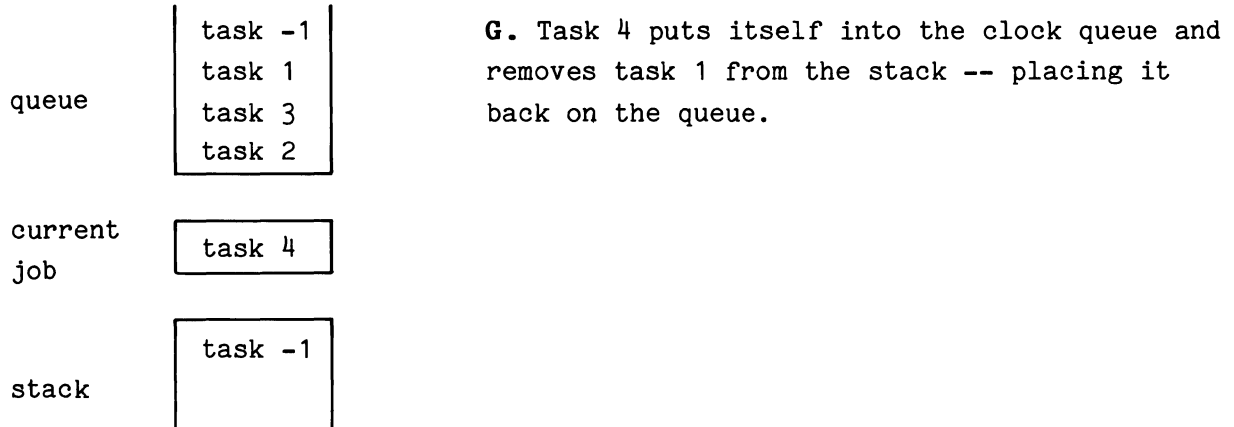 task -1
task 1
queue
task 3
task 2
G. Task 4 puts itself into the clock queue and
removes task 1 from the stack -- placing it
back on the queue.
current
job
task 4
task -1
stack